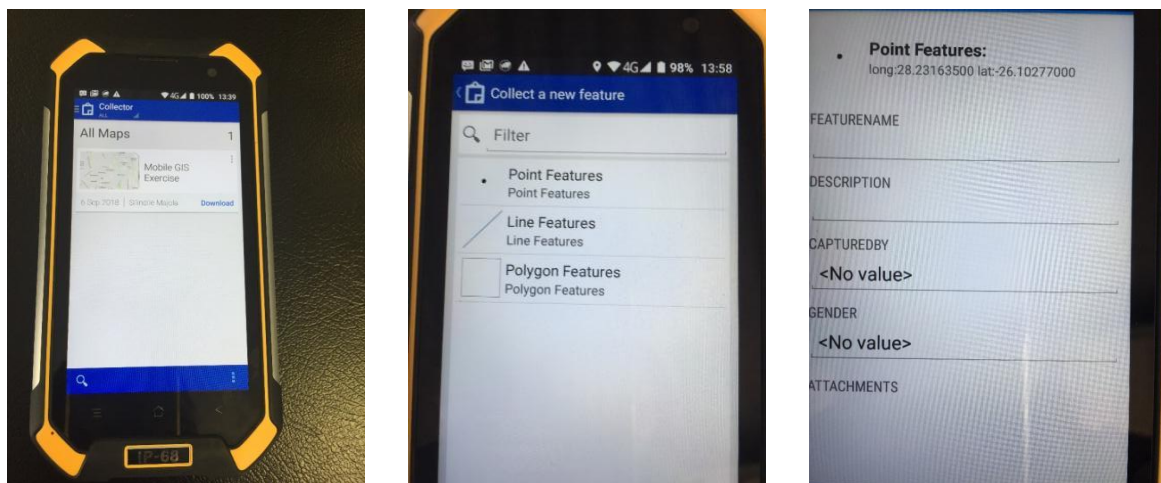 4G 100% 13:39
Collector
ALL
All Maps 1
Mobile GIS
Exercise
6 Sep 2018 | Majola Download
IP-68
4G 98% 13:58
Collect a new feature
Filter
Point Features
Point Features
Line Features
Line Features
Polygon Features
Polygon Features
Point Features:
long:28.23163500 lat:-26.10277000
FEATURENAME
DESCRIPTION
CAPTUREDBY
<No value>
GENDER
<No value>
ATTACHMENTS